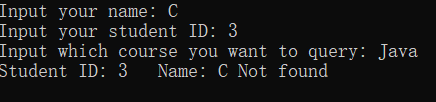 Input your name: C
Input your student ID: 3
Input which course you want to query: Java
Student ID: 3   Name: C Not found